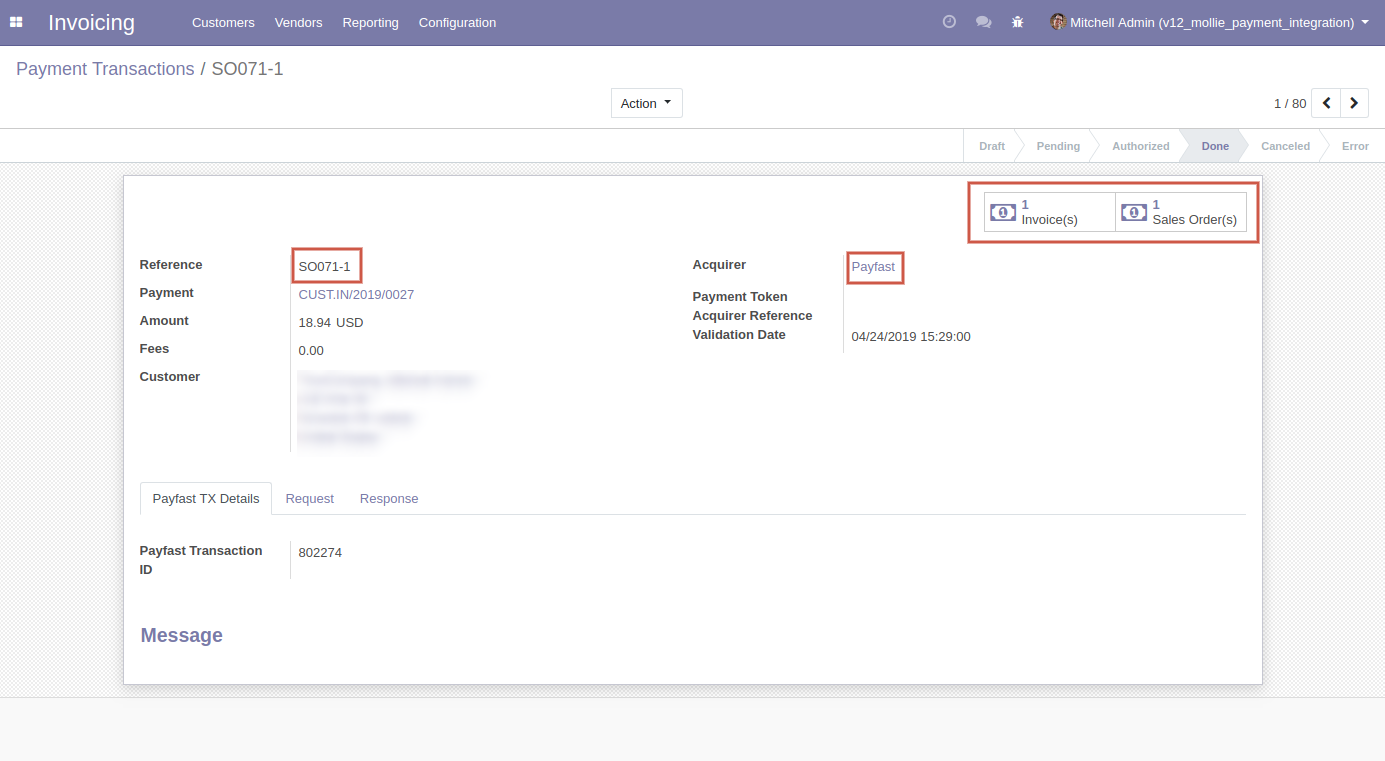 Invoicing Customers Vendors Reporting Configuration Mitchell Admin (v12_mollie_payment_integration)
Payment Transactions / SO071-1
Action 1 / 80
Draft Pending Authorized Done Canceled Error
1 Invoice(s)
1 Sales Order(s)
Reference SO071-1
Payment CUST.IN/2019/0027
Amount 18.94 USD
Fees 0.00
Customer
Acquirer Payfast
Payment Token
Acquirer Reference
Validation Date 04/24/2019 15:29:00
Payfast TX Details Request Response
Payfast Transaction ID 802274
Message